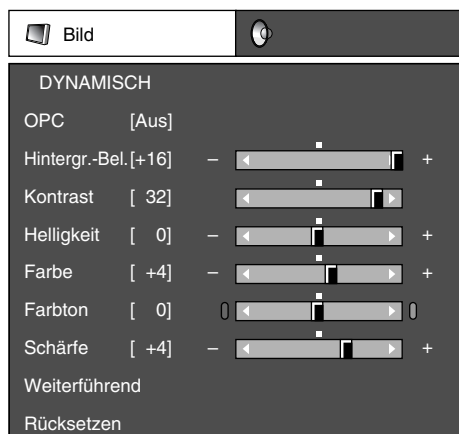 Bild
DYNAMISCH
OPC [Aus]
Hintergr.-Bel.[+16] – +
Kontrast [ 32]
Helligkeit [ 0] – +
Farbe [ +4] – +
Farbton [ 0]
Schärfe [ +4] – +
Weiterführend
Rücksetzen